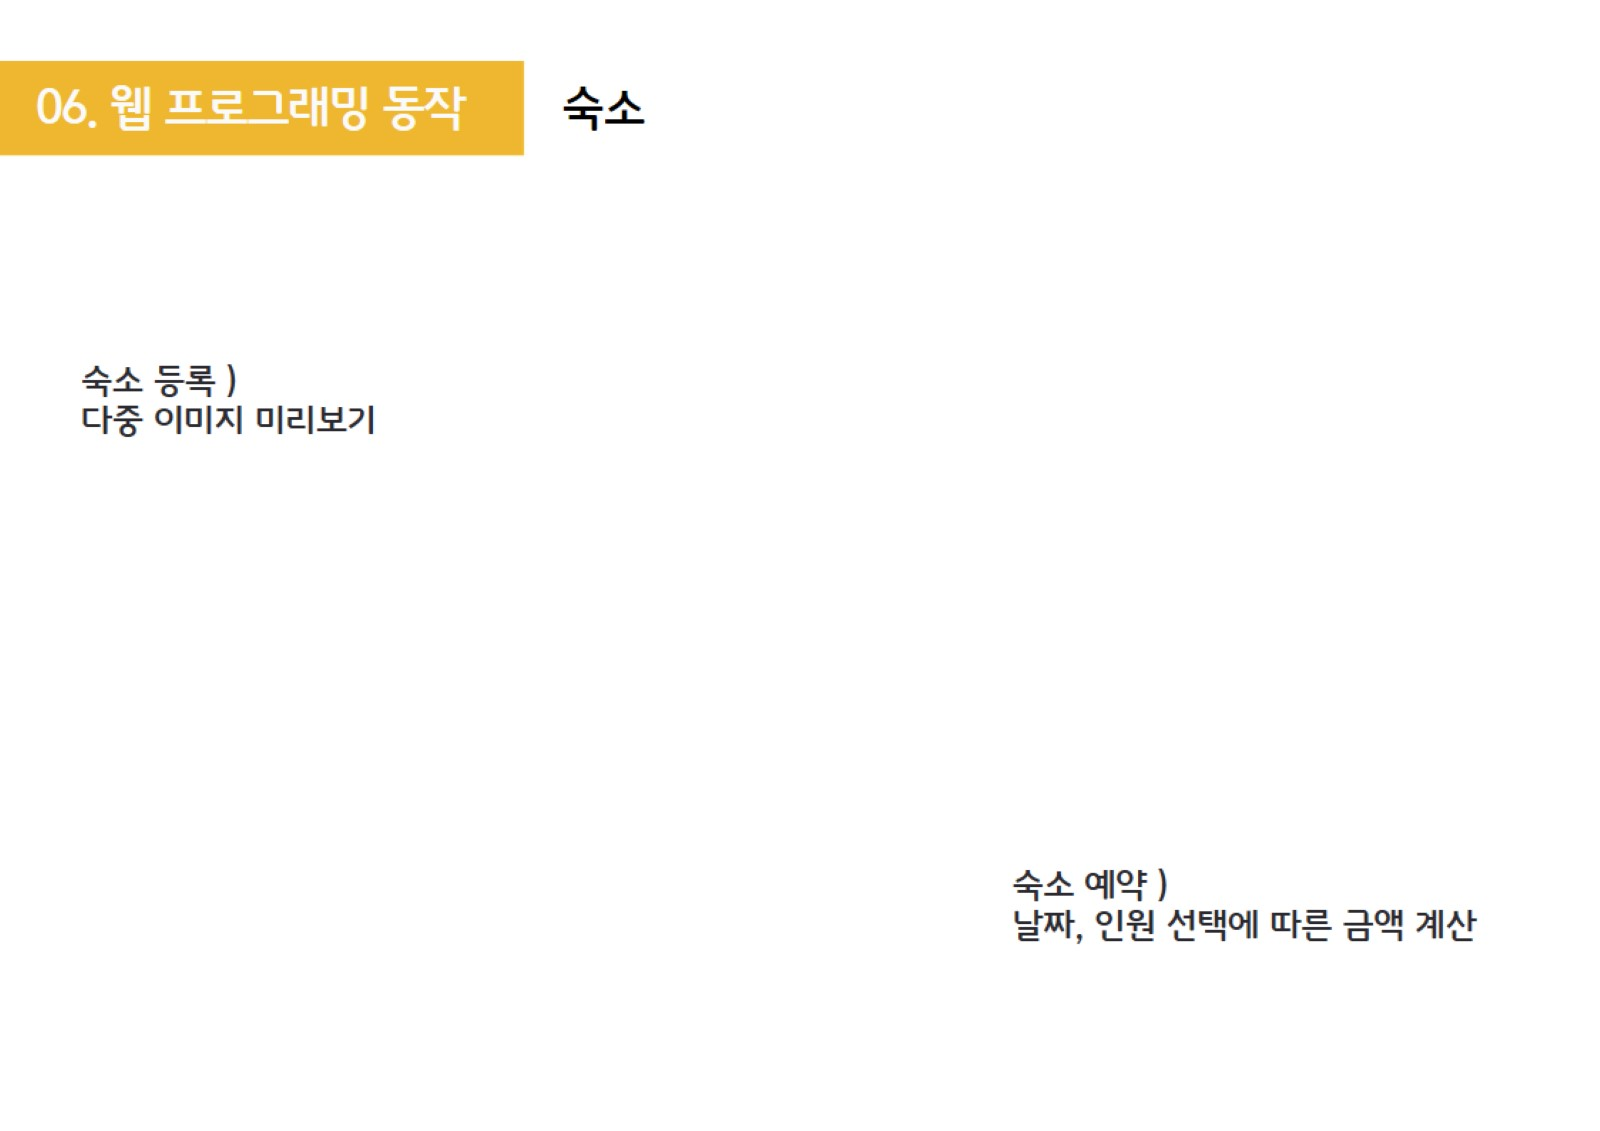 06. 웹 프로그래밍 동작 숙소
숙소 등록 )
다중 이미지 미리보기
숙소 예약 )
날짜, 인원 선택에 따른 금액 계산